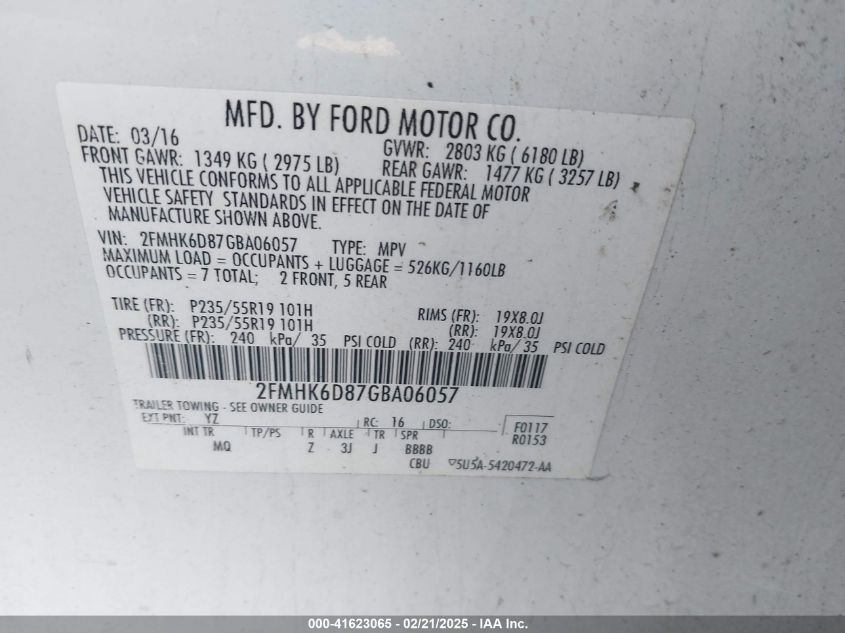 MFD. BY FORD MOTOR CO.
DATE: 03/16 GVWR: 2803 KG ( 6180 LB)
FRONT GAWR: 1349 KG ( 2975 LB) REAR GAWR: 1477 KG ( 3257 LB)
THIS VEHICLE CONFORMS TO ALL APPLICABLE FEDERAL MOTOR
VEHICLE SAFETY STANDARDS IN EFFECT ON THE DATE OF
MANUFACTURE SHOWN ABOVE.
VIN: 2FMHK6D87GBA06057 TYPE: MPV
MAXIMUM LOAD = OCCUPANTS + LUGGAGE = 526KG/1160LB
OCCUPANTS = 7 TOTAL; 2 FRONT, 5 REAR
TIRE (FR): P235/55R19 101H RIMS (FR): 19X8.0J
(RR): P235/55R19 101H (RR): 19X8.0J
PRESSURE (FR): 240 kPa/ 35 PSI COLD (RR): 240 kPa/ 35 PSI COLD
2FMHK6D87GBA06057
TRAILER TOWING - SEE OWNER GUIDE
EXT PNT: YZ RC: 16 DSO: F0117
R0153
INT TR TP/PS R AXLE TR SPR
MQ Z 3J J BBBB
CBU 5U5A-5420472-AA
000-41623065 - 02/21/2025 - IAA Inc.